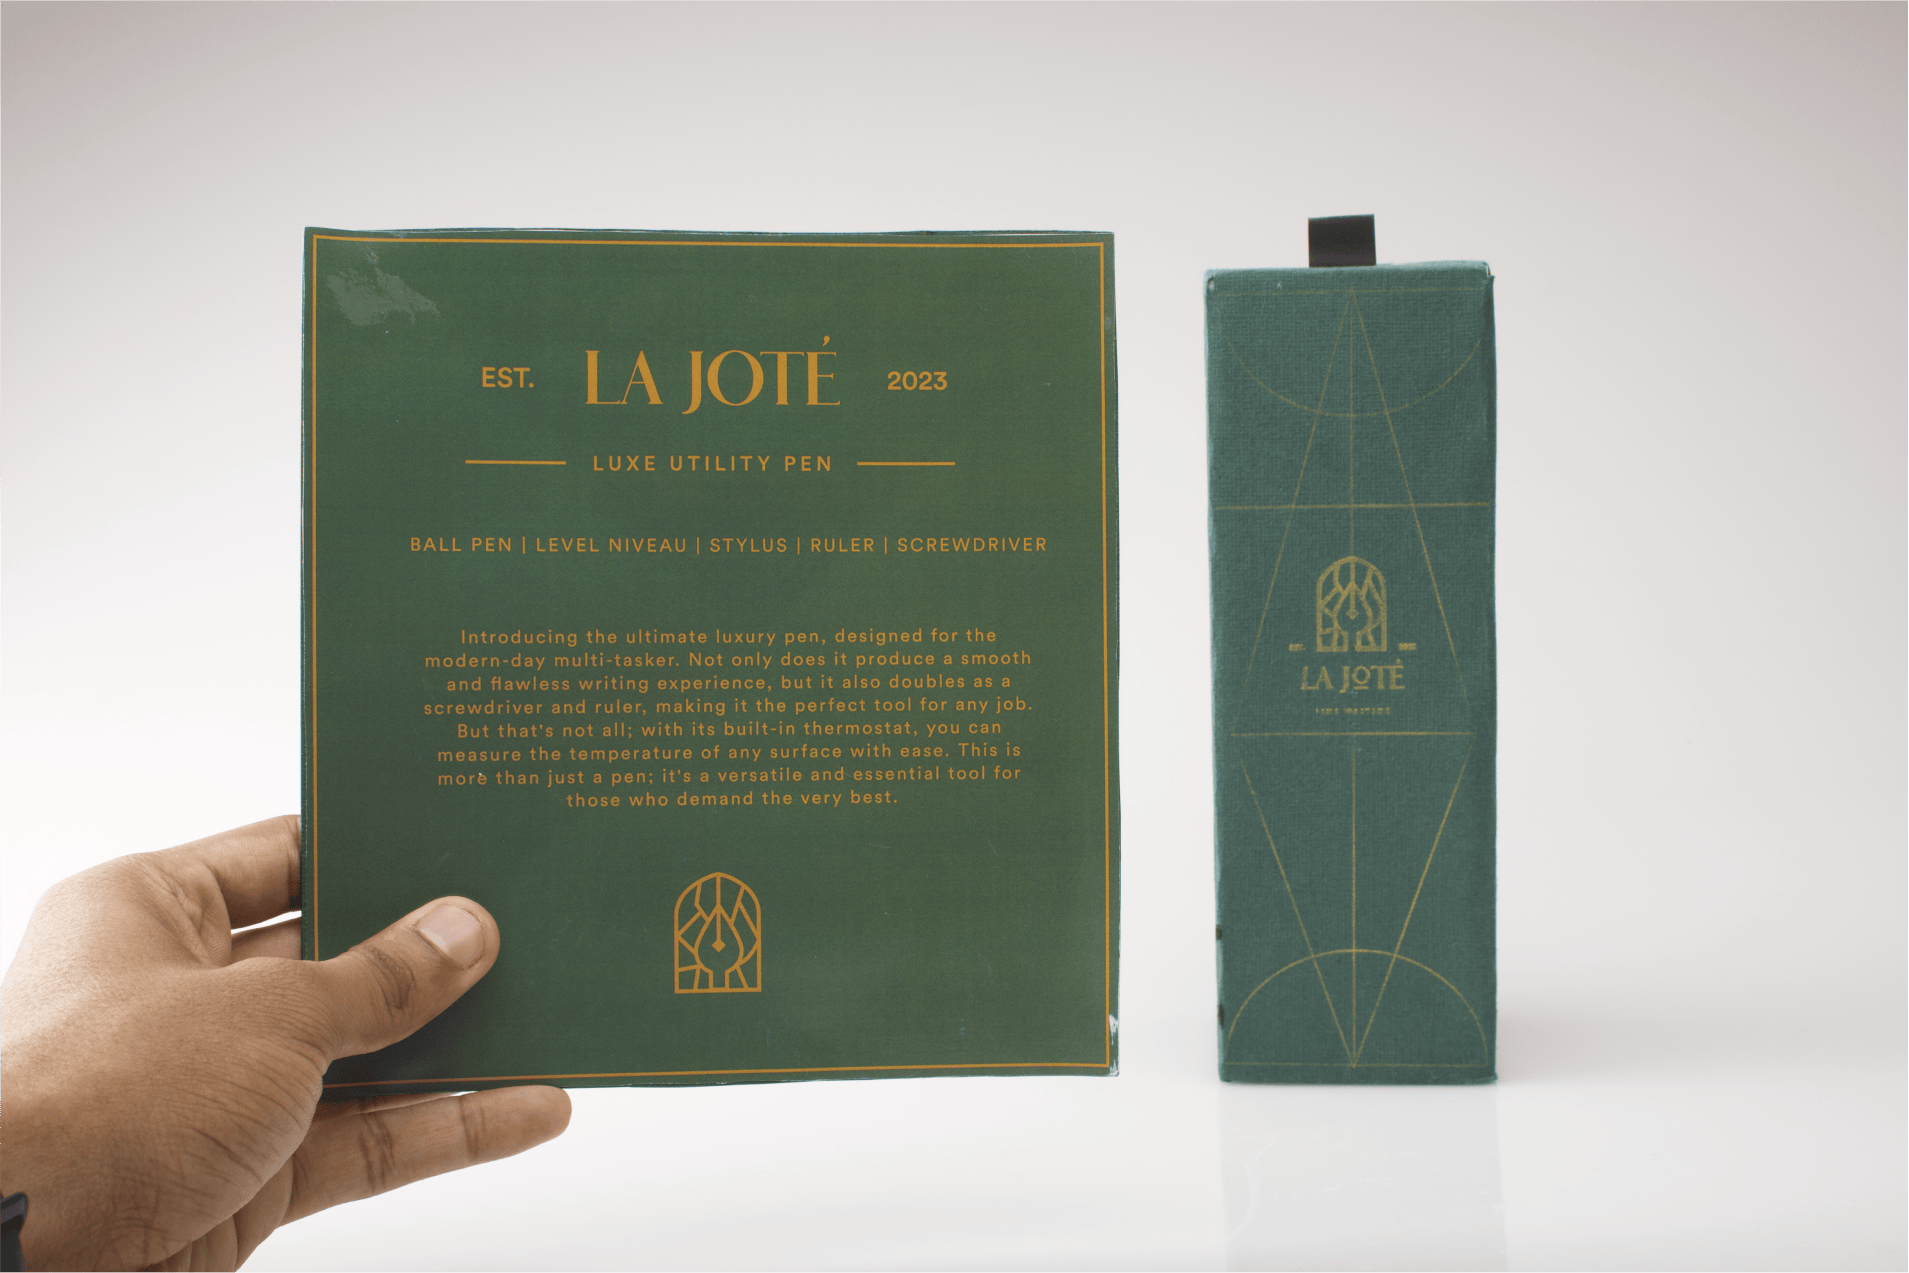 EST. LA JOTÉ 2023
LUXE UTILITY PEN
BALL PEN | LEVEL NIVEAU | STYLUS | RULER | SCREWDRIVER
Introducing the ultimate luxury pen, designed for the
modern-day multi-tasker. Not only does it produce a smooth
and flawless writing experience, but it also doubles as a
screwdriver and ruler, making it the perfect tool for any job.
But that's not all; with its built-in thermostat, you can
measure the temperature of any surface with ease. This is
more than just a pen; it's a versatile and essential tool for
those who demand the very best.
LA JOTÉ